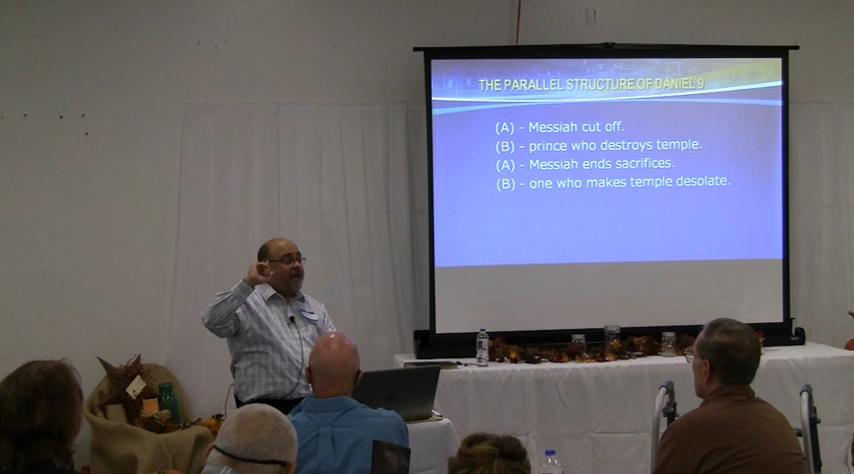 THE PARALLEL STRUCTURE OF DANIEL 9
(A) - Messiah cut off.
(B) - prince who destroys temple.
(A) - Messiah ends sacrifices.
(B) - one who makes temple desolate.